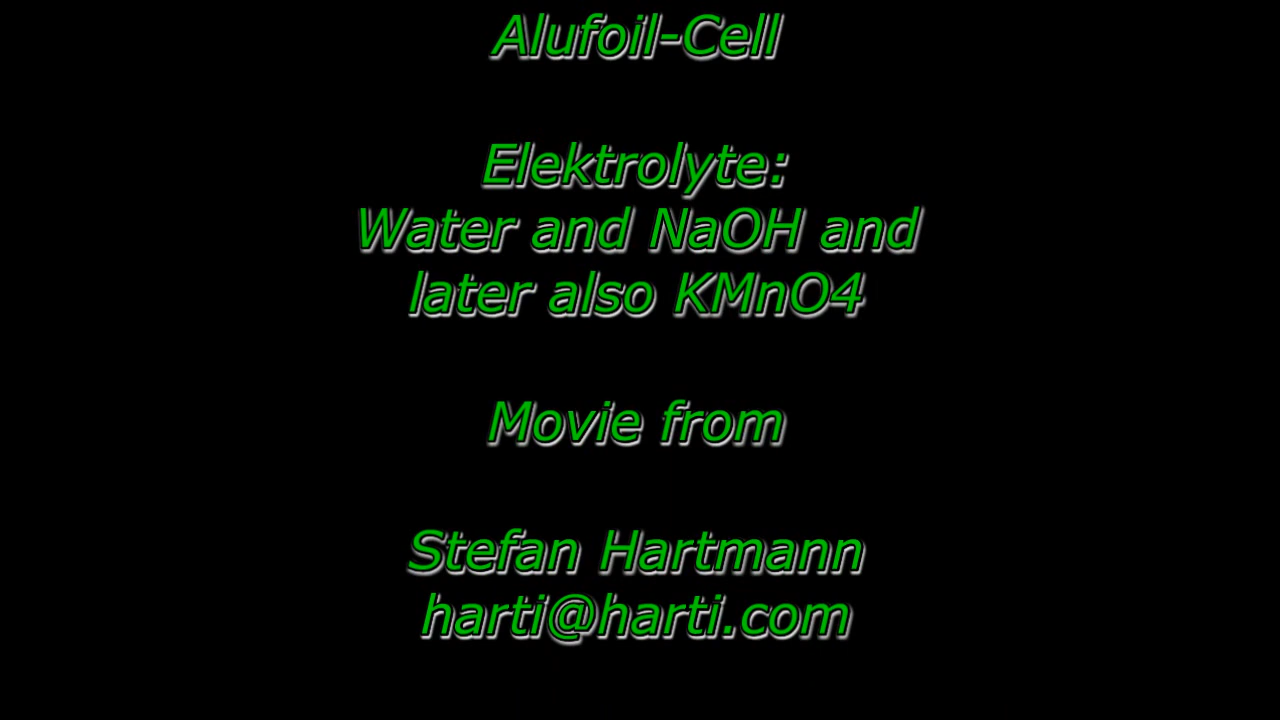 Alufoil-Cell
Elektrolyte:
Water and NaOH and
later also KMnO4
Movie from
Stefan Hartmann
harti@harti.com